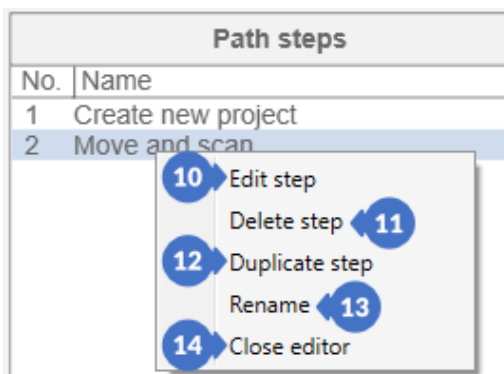 Path steps
No. Name
1 Create new project
2 Move and scan
10 Edit step
Delete step 11
12 Duplicate step
Rename 13
14 Close editor